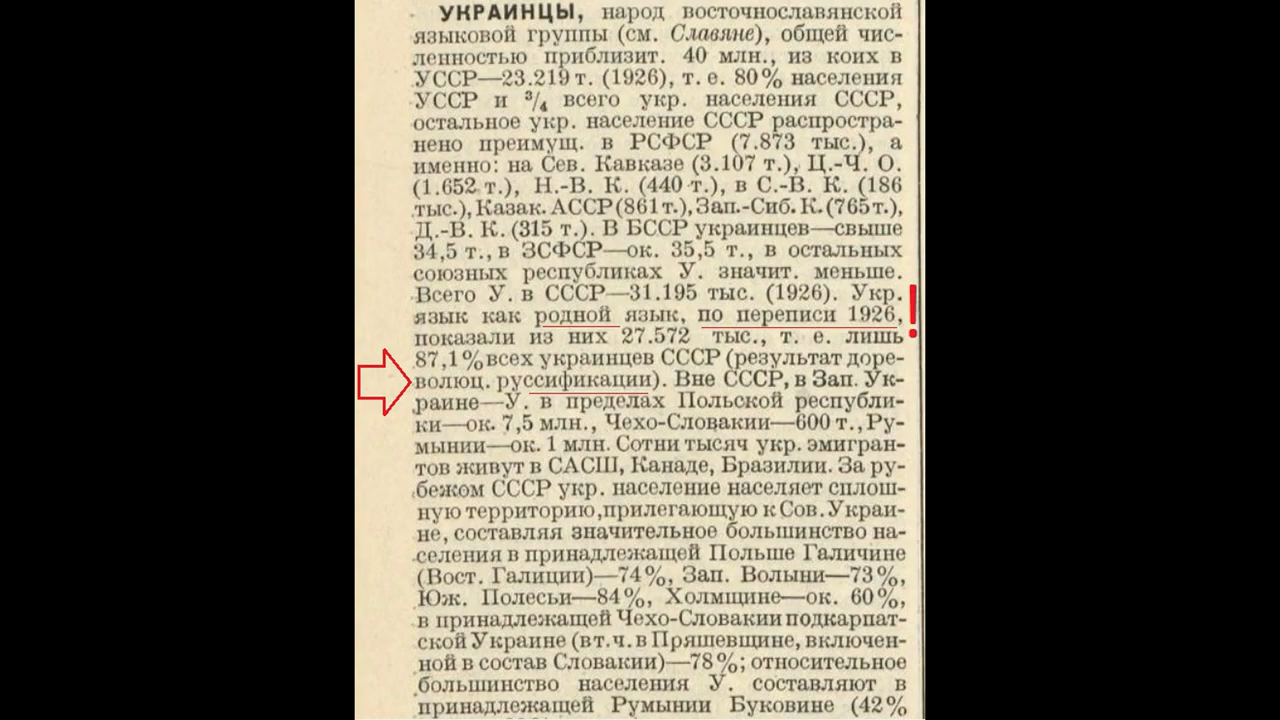 УКРАИНЦЫ, народ восточнославянской
языковой группы (см. Славяне), общей чис-
ленностью приблизит. 40 млн., из коих в
УССР—23.219 т. (1926), т. е. 80% населения
УССР и ³/₄ всего укр. населения СССР,
остальное укр. население СССР распростра-
нено преимущ. в РСФСР (7.873 тыс.), а
именно: на Сев. Кавказе (3.107 т.), Ц.-Ч. О.
(1.652 т.), Н.-В. К. (440 т.), в С.-В. К. (186
тыс.), Казак. АССР (861 т.), Зап.-Сиб. К. (765 т.),
Д.-В. К. (315 т.). В БССР украинцев—свыше
34,5 т., в ЗСФСР—ок. 35,5 т., в остальных
союзных республиках У. значит. меньше.
Всего У. в СССР—31.195 тыс. (1926). Укр.
язык как родной язык, по переписи 1926, !
показали из них 27.572 тыс., т. е. лишь
87,1% всех украинцев СССР (результат доре-
волюц. руссификации). Вне СССР, в Зап. Ук-
раине—У. в пределах Польской республи-
ки—ок. 7,5 млн., Чехо-Словакии—600 т., Ру-
мынии—ок. 1 млн. Сотни тысяч укр. эмигран-
тов живут в САСШ, Канаде, Бразилии. За ру-
бежом СССР укр. население населяет сплош-
ную территорию, прилегающую к Сов. Украи-
не, составляя значительное большинство на-
селения в принадлежащей Польше Галичине
(Вост. Галиции)—74%, Зап. Волыни—73%,
Юж. Полесьи—84%, Холмщине—ок. 60%,
в принадлежащей Чехо-Словакии подкарпат-
ской Украине (в т. ч. в Пряшевщине, включен-
ной в состав Словакии)—78%; относительное
большинство населения У. составляют в
принадлежащей Румынии Буковине (42%